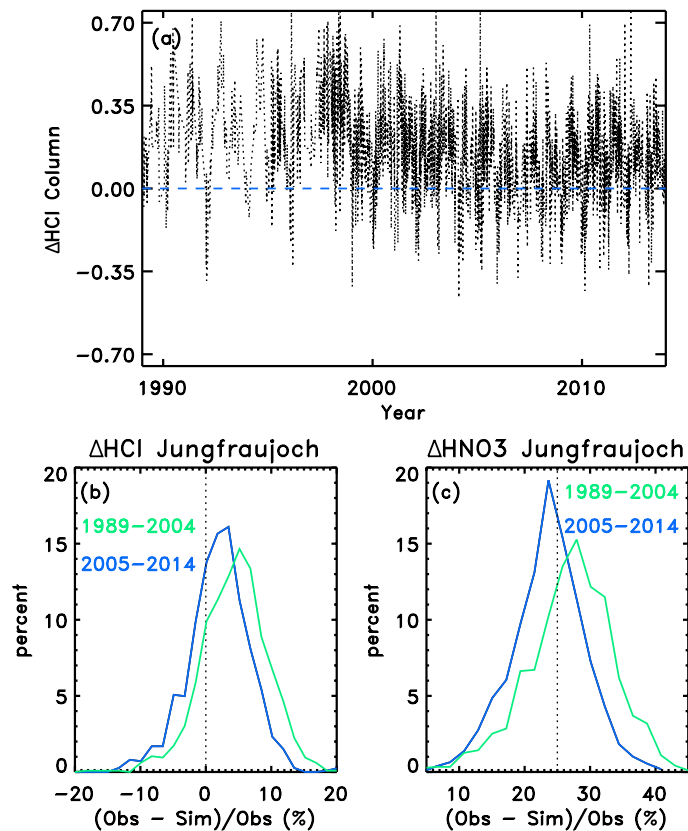 0.75
(a)
0.35
0.00
−0.35
−0.70
ΔHCl Column
1990
2000
2010
Year
ΔHCl Jungfraujoch
ΔHNO3 Jungfraujoch
20
(b)
1989−2004
2005−2014
15
10
5
0
percent
−20
−10
0
10
20
(Obs − Sim)/Obs (%)
20
(c)
1989−2004
2005−2014
15
10
5
0
percent
10
20
30
40
(Obs − Sim)/Obs (%)